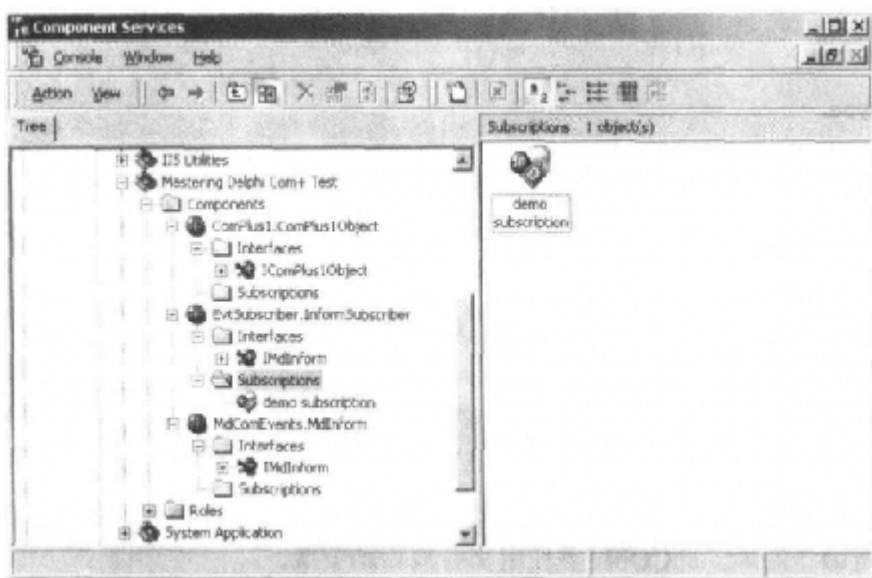 Component Services
Console Window Help
Action View
Tree
Subscriptions 1 object(s)
IIS Utilities
Mastering Delphi Com+ Test
Components
ComPlus1.ComPlus1Object
Interfaces
IComPlus1Object
Subscriptions
EvtSubscriber.InformSubscriber
Interfaces
IMdInform
Subscriptions
demo subscription
MdComEvents.MdInform
Interfaces
IMdInform
Subscriptions
Roles
System Application
demo
subscription